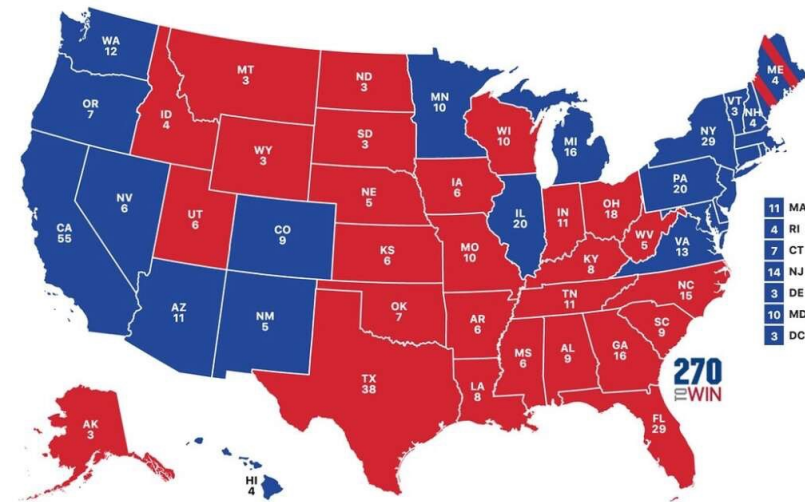 WA
12
OR
7
CA
55
NV
6
ID
4
MT
3
WY
3
UT
6
AZ
11
CO
9
NM
5
ND
3
SD
3
NE
5
KS
6
OK
7
TX
38
MN
10
IA
6
MO
10
AR
6
LA
8
WI
10
IL
20
MI
16
IN
11
OH
18
KY
8
TN
11
MS
6
AL
9
GA
16
FL
29
SC
9
NC
15
VA
13
WV
5
PA
20
NY
29
VT
3
NH
4
ME
4
11 MA
4 RI
7 CT
14 NJ
3 DE
10 MD
3 DC
AK
3
HI
4
270
TO WIN